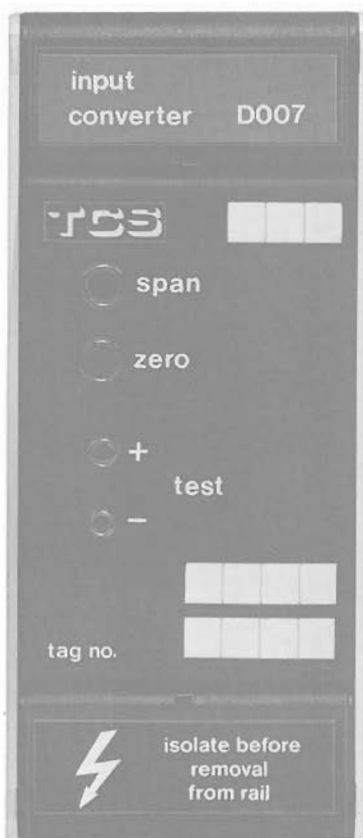 input
converter D007
TCS
span
zero
+
test
-
tag no.
isolate before
removal
from rail